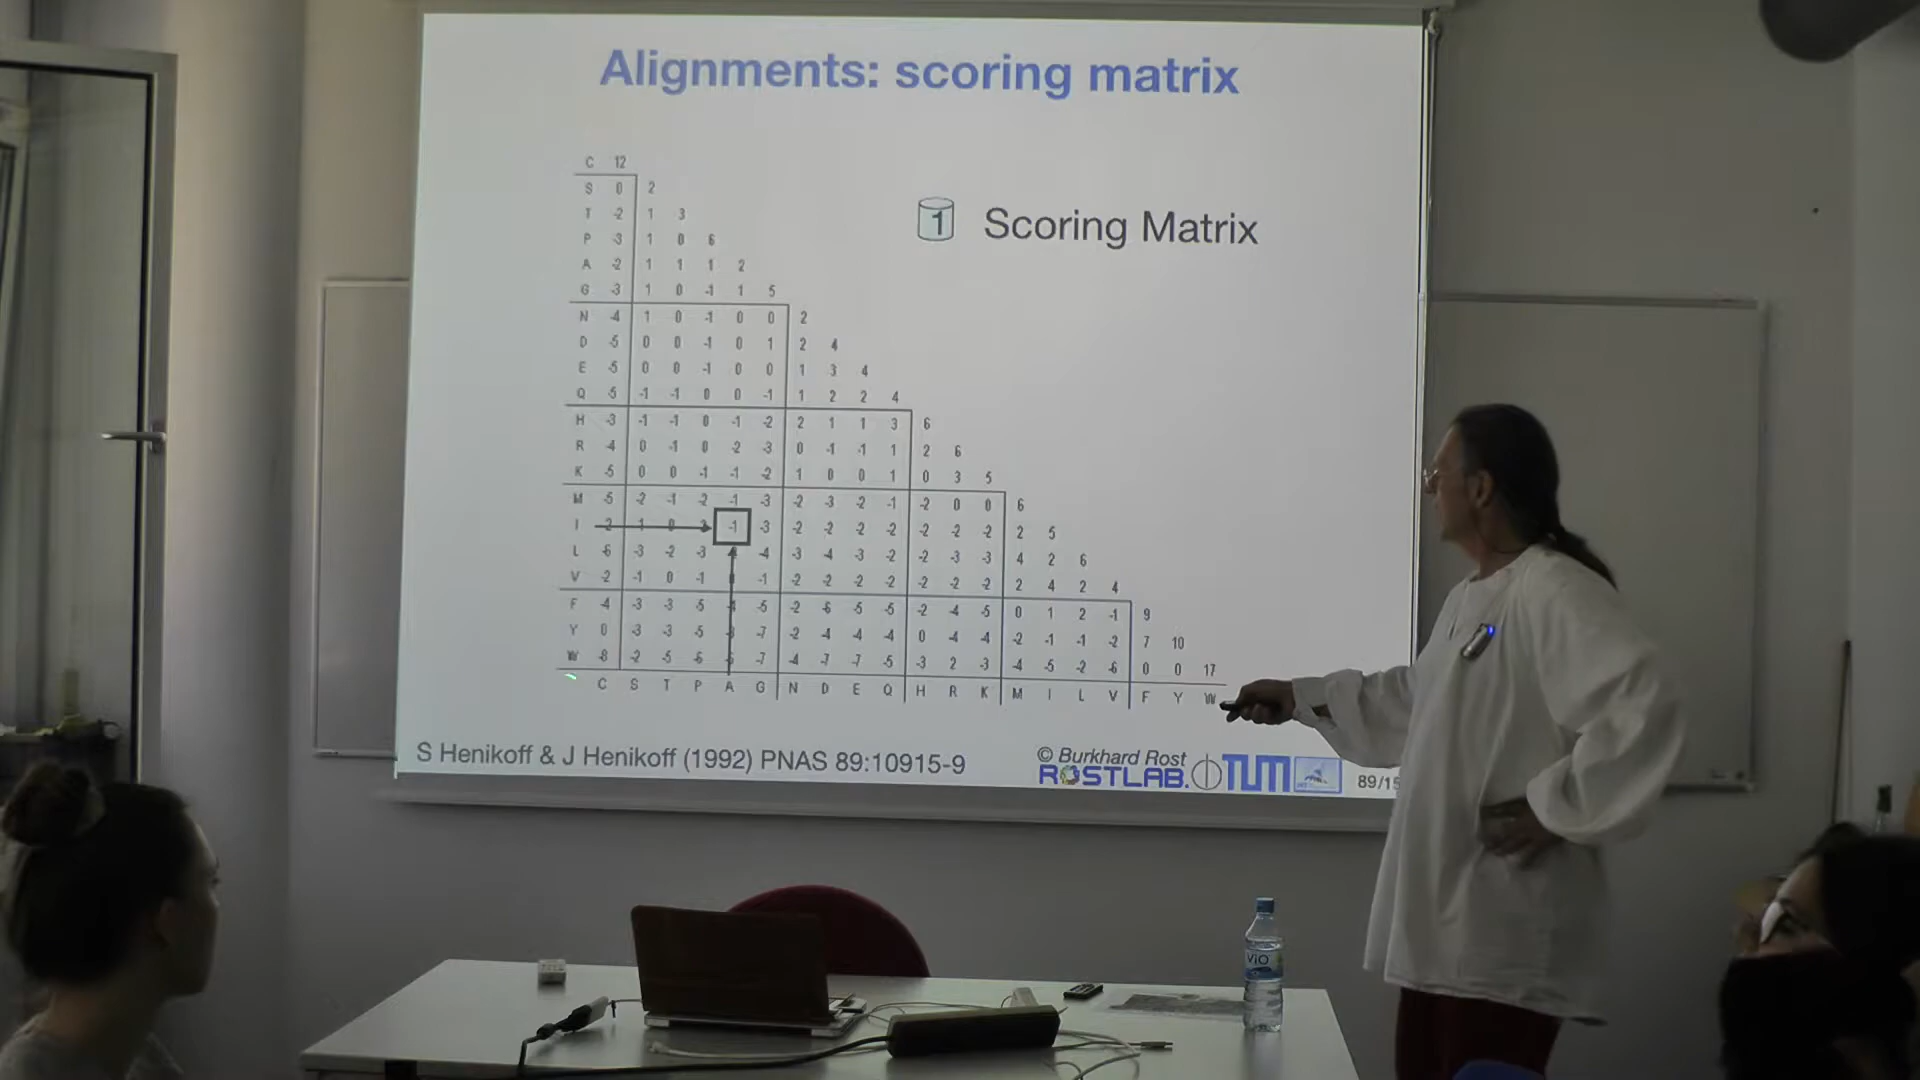 Alignments: scoring matrix
1 Scoring Matrix
C 12
S 0 2
T -2 1 3
P -3 1 0 6
A -2 1 1 1 2
G -3 1 0 -1 1 5
N -4 1 0 -1 0 0 2
D -5 0 0 -1 0 1 2 4
E -5 0 0 -1 0 0 1 3 4
Q -5 -1 -1 0 0 -1 1 2 2 4
H -3 -1 -1 0 -1 -2 2 1 1 3 6
R -4 0 -1 0 -2 -3 0 -1 -1 1 2 6
K -5 0 0 -1 -1 -2 1 0 0 1 0 3 5
M -5 -2 -1 -2 -1 -3 -2 -3 -2 -1 -2 0 0 6
I -2 -1 0 -1 -3 -2 -2 -2 -2 -2 -2 -2 2 5
L -6 -3 -2 -3 -4 -3 -4 -3 -2 -2 -3 -3 4 2 6
V -2 -1 0 -1 -1 -2 -2 -2 -2 -2 -2 -2 2 4 2 4
F -4 -3 -3 -5 -5 -2 -6 -5 -5 -2 -4 -5 0 1 2 -1 9
Y 0 -3 -3 -5 -7 -2 -4 -4 -4 0 -4 -4 -2 -1 -1 -2 7 10
W -8 -2 -5 -6 -7 -4 -7 -7 -5 -3 2 -3 -4 -5 -2 -6 0 0 17
C S T P A G N D E Q H R K M I L V F Y W
S Henikoff & J Henikoff (1992) PNAS 89:10915-9
© Burkhard Rost
ROSTLAB. TUM
89/15
ViO